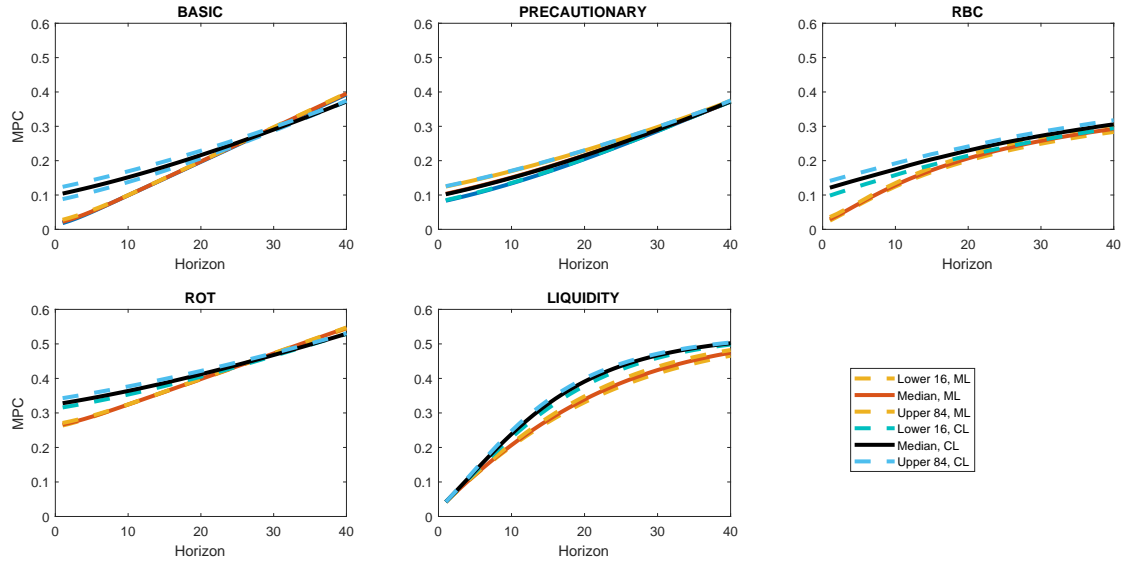 BASIC
0.6
0.5
0.4
0.3
0.2
0.1
0
MPC
0 10 20 30 40
Horizon
PRECAUTIONARY
0.6
0.5
0.4
0.3
0.2
0.1
0
0 10 20 30 40
Horizon
RBC
0.6
0.5
0.4
0.3
0.2
0.1
0
MPC
0 10 20 30 40
Horizon
ROT
0.6
0.5
0.4
0.3
0.2
0.1
0
MPC
0 10 20 30 40
Horizon
LIQUIDITY
0.6
0.5
0.4
0.3
0.2
0.1
0
MPC
0 10 20 30 40
Horizon
Lower 16, ML
Median, ML
Upper 84, ML
Lower 16, CL
Median, CL
Upper 84, CL